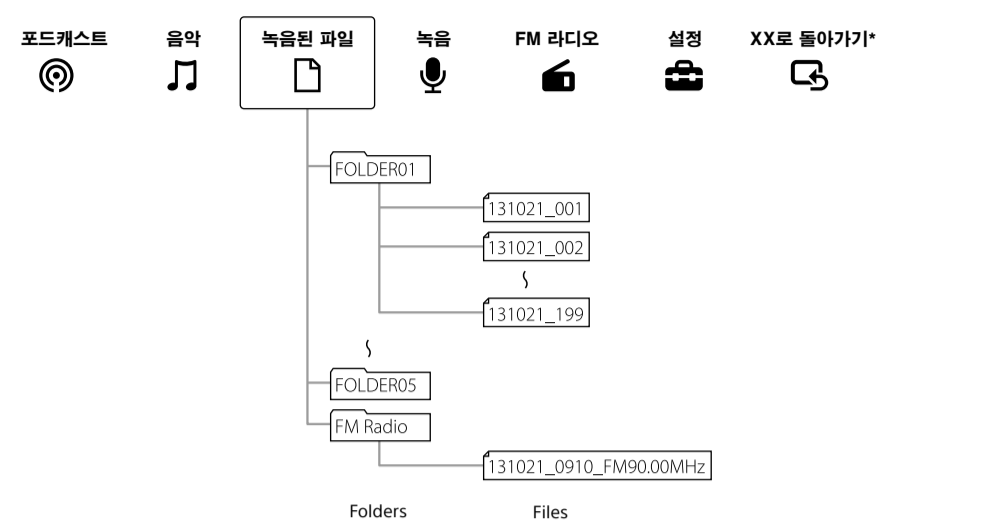 포드캐스트 음악 녹음된 파일 녹음 FM 라디오 설정 XX로 돌아가기*
FOLDER01
131021_001
131021_002
131021_199
FOLDER05
FM Radio
131021_0910_FM90.00MHz
Folders Files